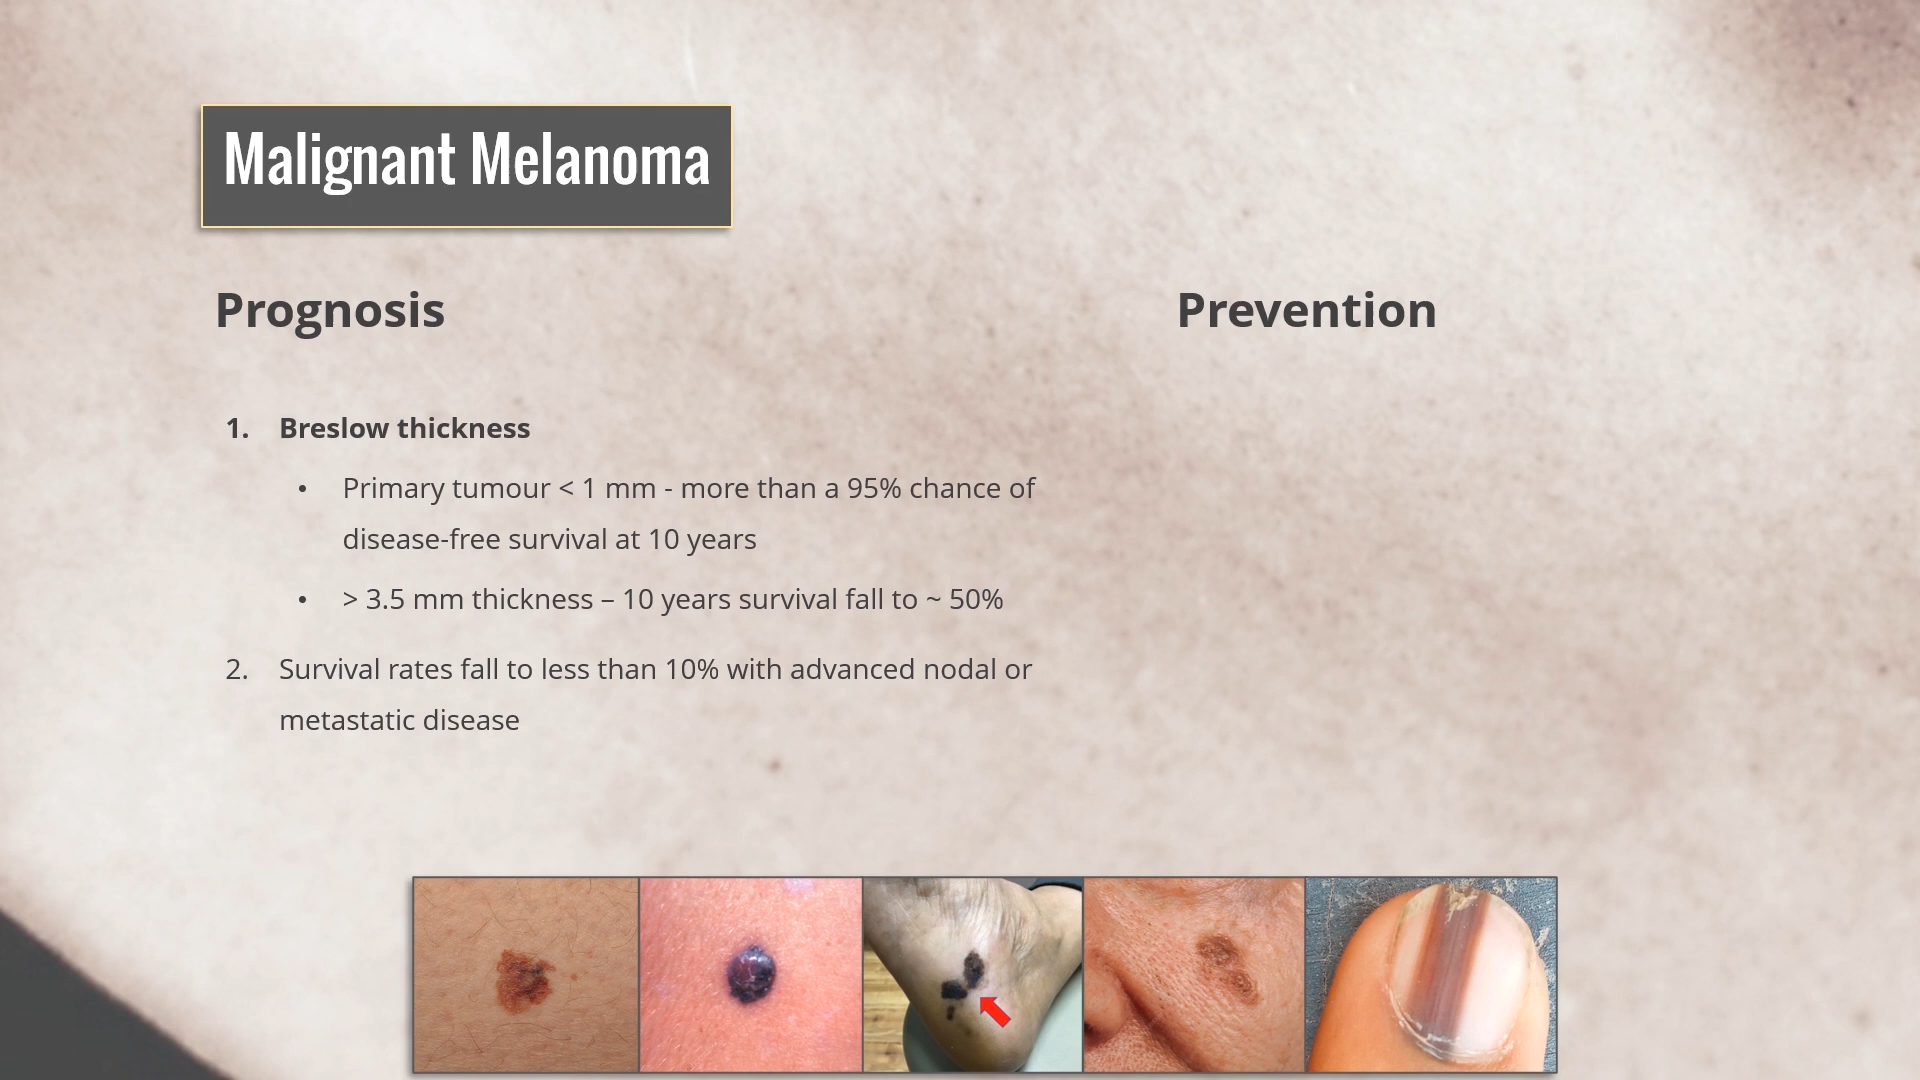 Malignant Melanoma
Prognosis
1. Breslow thickness
• Primary tumour < 1 mm - more than a 95% chance of
disease-free survival at 10 years
• > 3.5 mm thickness – 10 years survival fall to ~ 50%
2. Survival rates fall to less than 10% with advanced nodal or
metastatic disease
Prevention